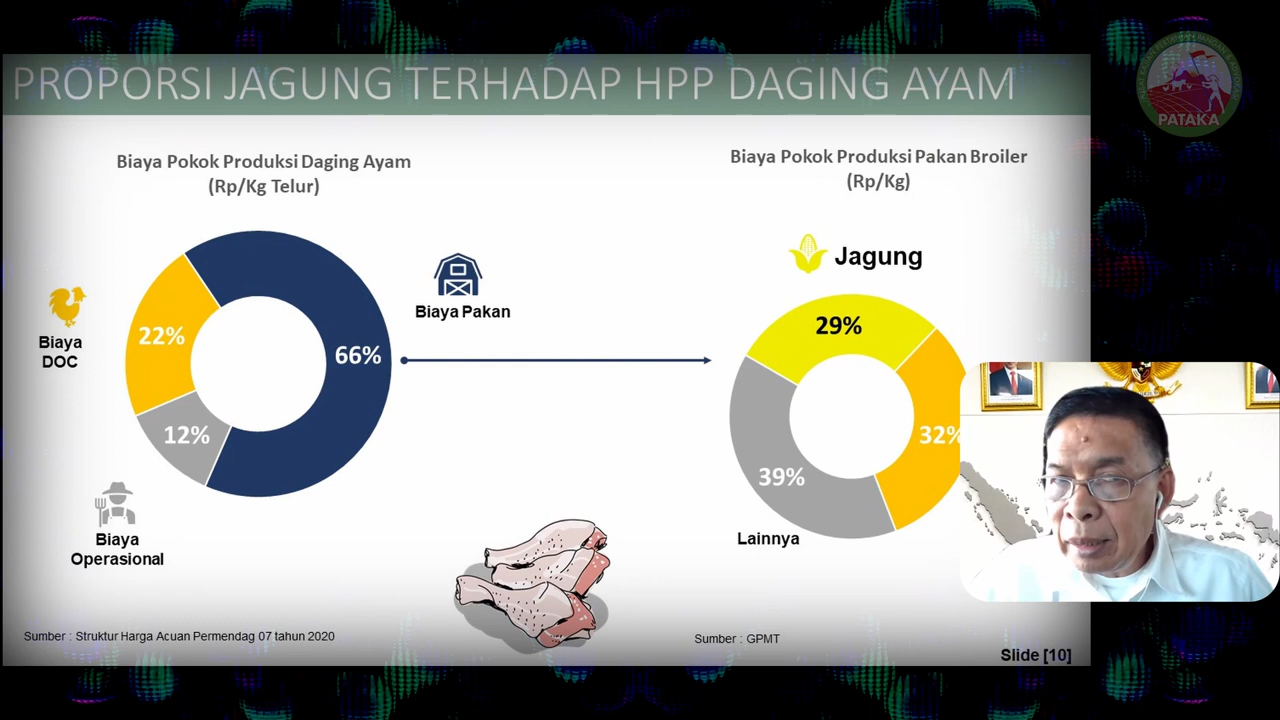 PROPORSI JAGUNG TERHADAP HPP DAGING AYAM
PATAKA
Biaya Pokok Produksi Daging Ayam
(Rp/Kg Telur)
Biaya Pokok Produksi Pakan Broiler
(Rp/Kg)
Jagung
Biaya Pakan
Biaya
DOC
22%
66%
12%
29%
32%
39%
Lainnya
Biaya
Operasional
Sumber : Struktur Harga Acuan Permendag 07 tahun 2020
Sumber : GPMT
Slide [10]